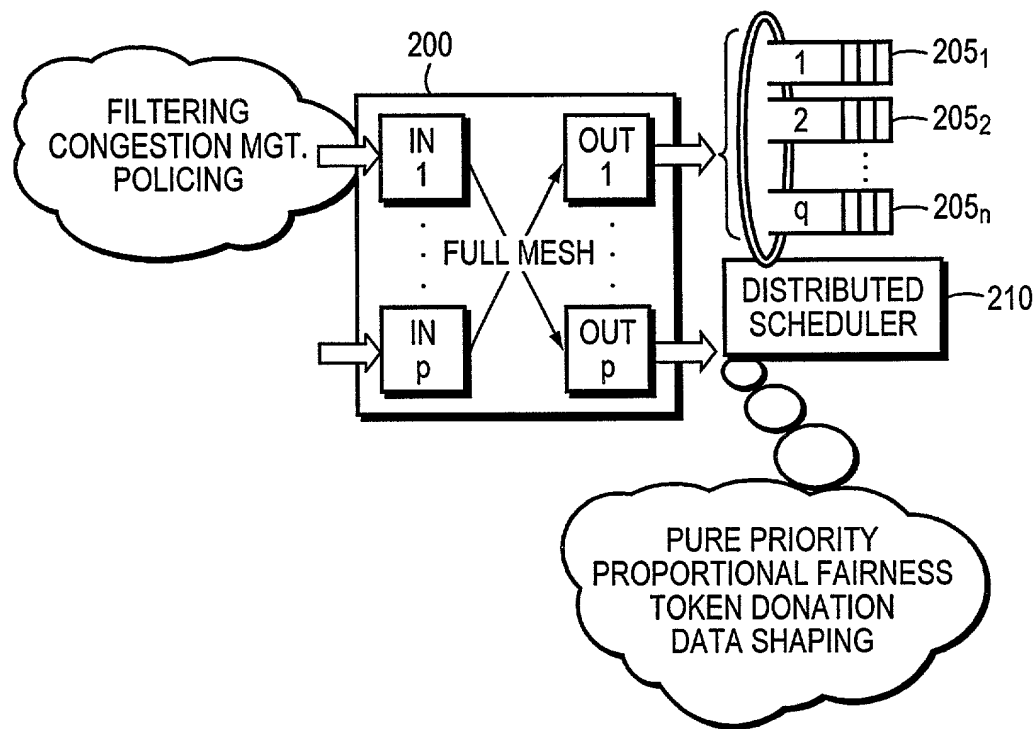 200
FILTERING
CONGESTION MGT.
POLICING
IN
1
OUT
1
FULL MESH
IN
p
OUT
p
1
205₁
2
205₂
q
205ₙ
DISTRIBUTED
SCHEDULER
210
PURE PRIORITY
PROPORTIONAL FAIRNESS
TOKEN DONATION
DATA SHAPING